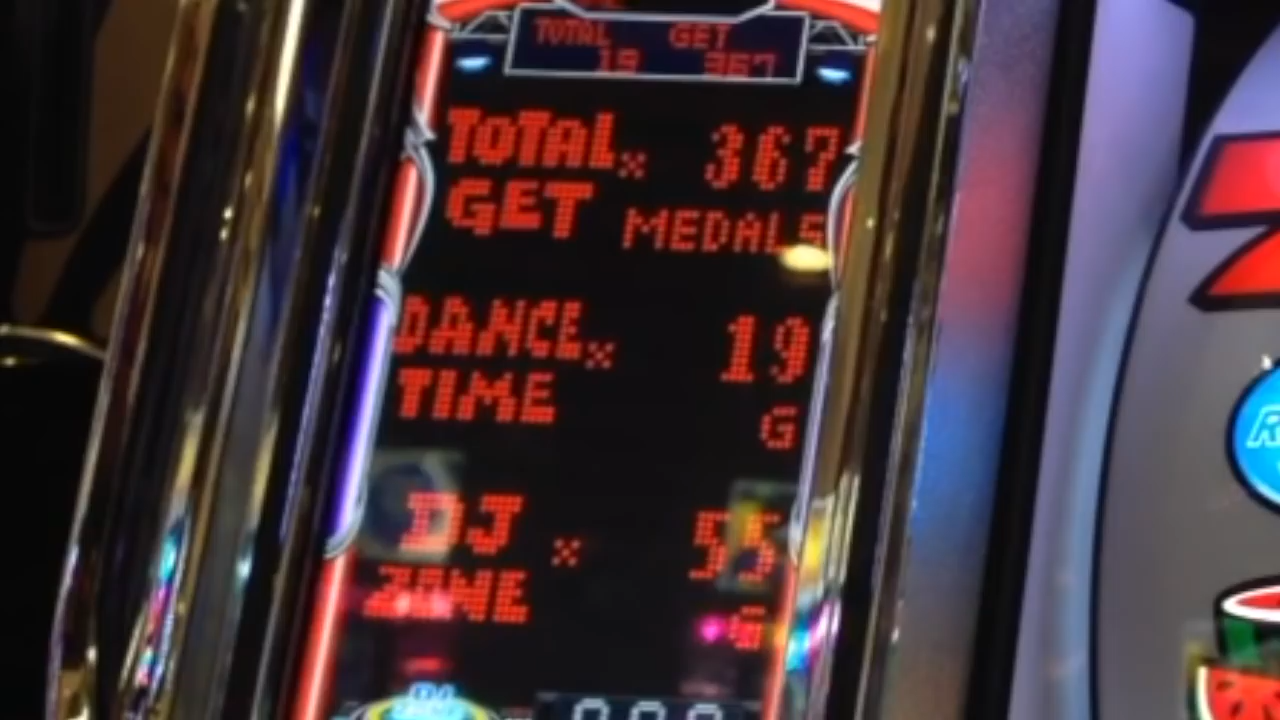 TOTAL GET
19 367
TOTAL x 367
GET MEDALS
DANCE x 19
TIME G
DJ x 55
ZONE G